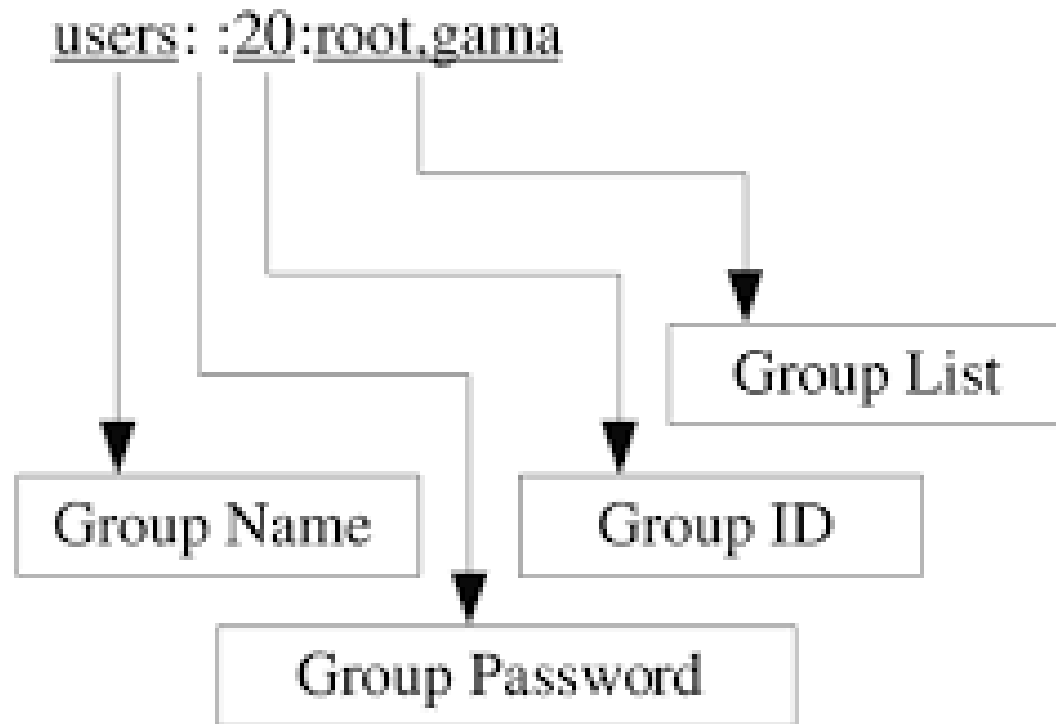 users: :20:root,gama
Group List
Group Name
Group ID
Group Password